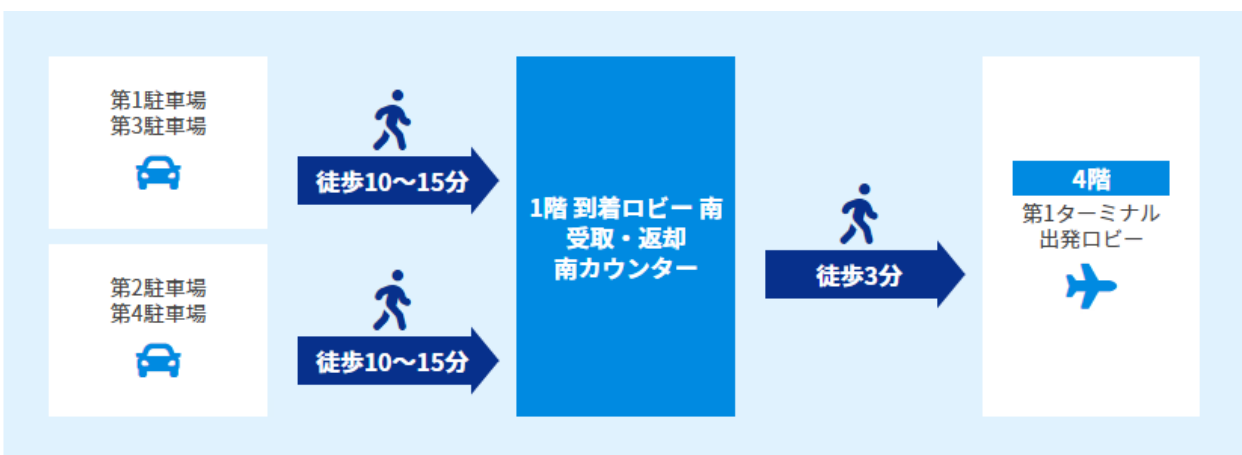 第1駐車場
第3駐車場
徒歩10～15分
第2駐車場
第4駐車場
徒歩10～15分
1階 到着ロビー 南
受取・返却
南カウンター
徒歩3分
4階
第1ターミナル
出発ロビー